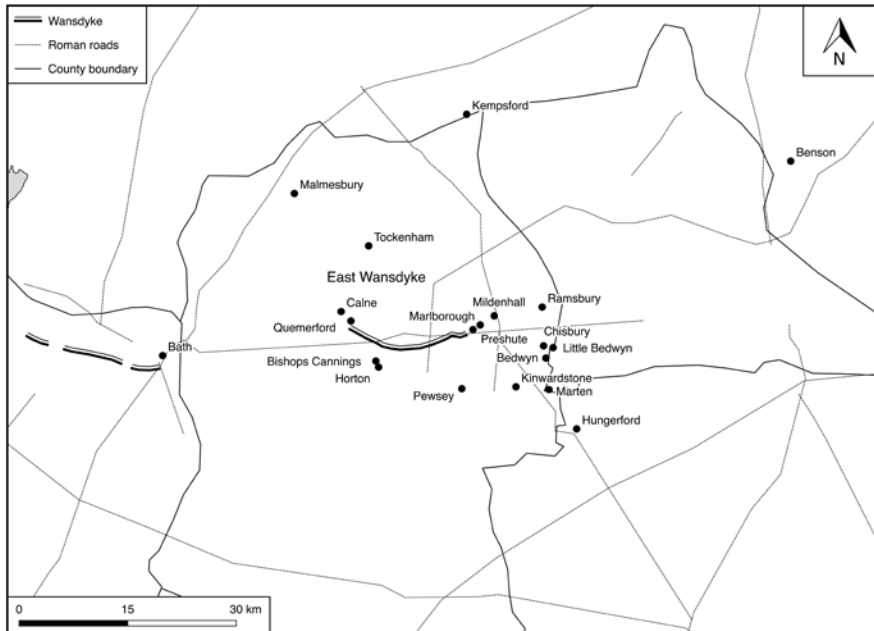 Wansdyke
Roman roads
County boundary
N
Kempsford
Benson
Malmesbury
Tockenham
East Wansdyke
Calne
Mildenhall
Ramsbury
Marlborough
Quemerford
Preshute
Chisbury
Little Bedwyn
Bath
Bishops Cannings
Bedwyn
Horton
Kinwardstone
Pewsey
Marten
Hungerford
0 15 30 km